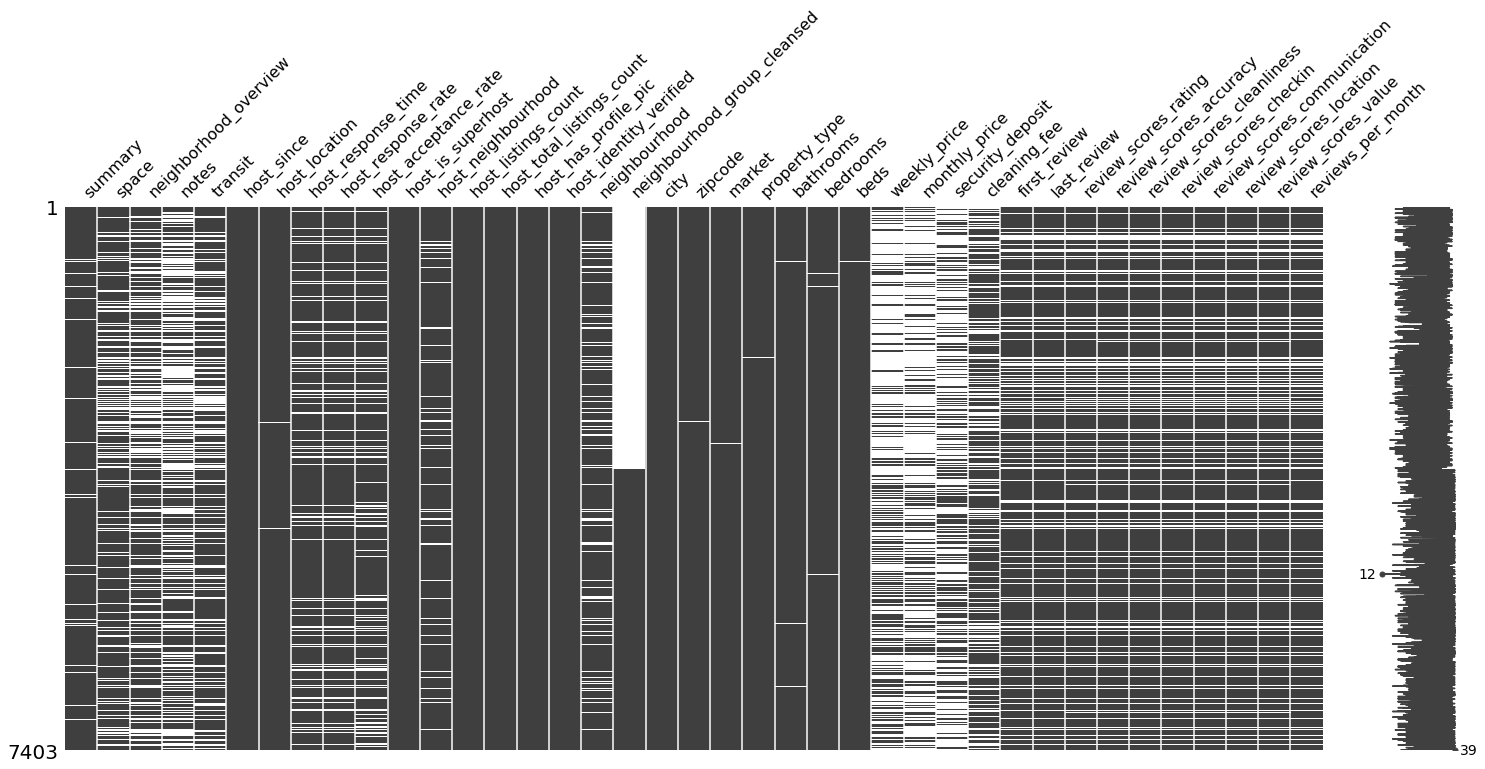 summary
space
neighborhood_overview
notes
transit
host_since
host_location
host_response_time
host_response_rate
host_acceptance_rate
host_is_superhost
host_neighbourhood
host_listings_count
host_total_listings_count
host_has_profile_pic
host_identity_verified
neighbourhood
neighbourhood_group_cleansed
city
zipcode
market
property_type
bathrooms
bedrooms
beds
weekly_price
monthly_price
security_deposit
cleaning_fee
first_review
last_review
review_scores_rating
review_scores_accuracy
review_scores_cleanliness
review_scores_checkin
review_scores_communication
review_scores_location
review_scores_value
reviews_per_month
1
12
7403
39